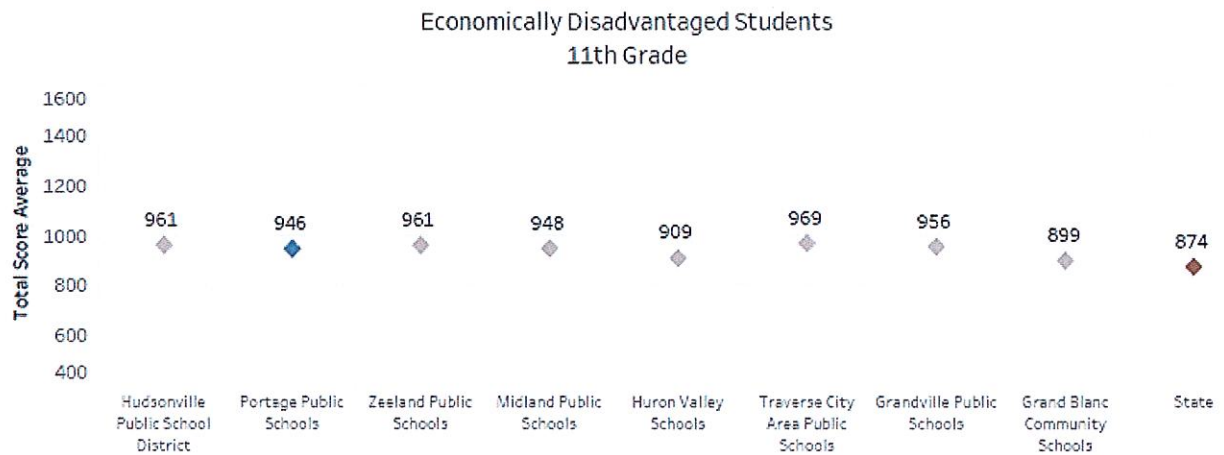 Economically Disadvantaged Students
11th Grade
Total Score Average
1600
1400
1200
1000
800
600
400
961
946
961
948
909
969
956
899
874
Hudsonville
Public School
District
Portage Public
Schools
Zeeland Public
Schools
Midland Public
Schools
Huron Valley
Schools
Traverse City
Area Public
Schools
Grandville Public
Schools
Grand Blanc
Community
Schools
State